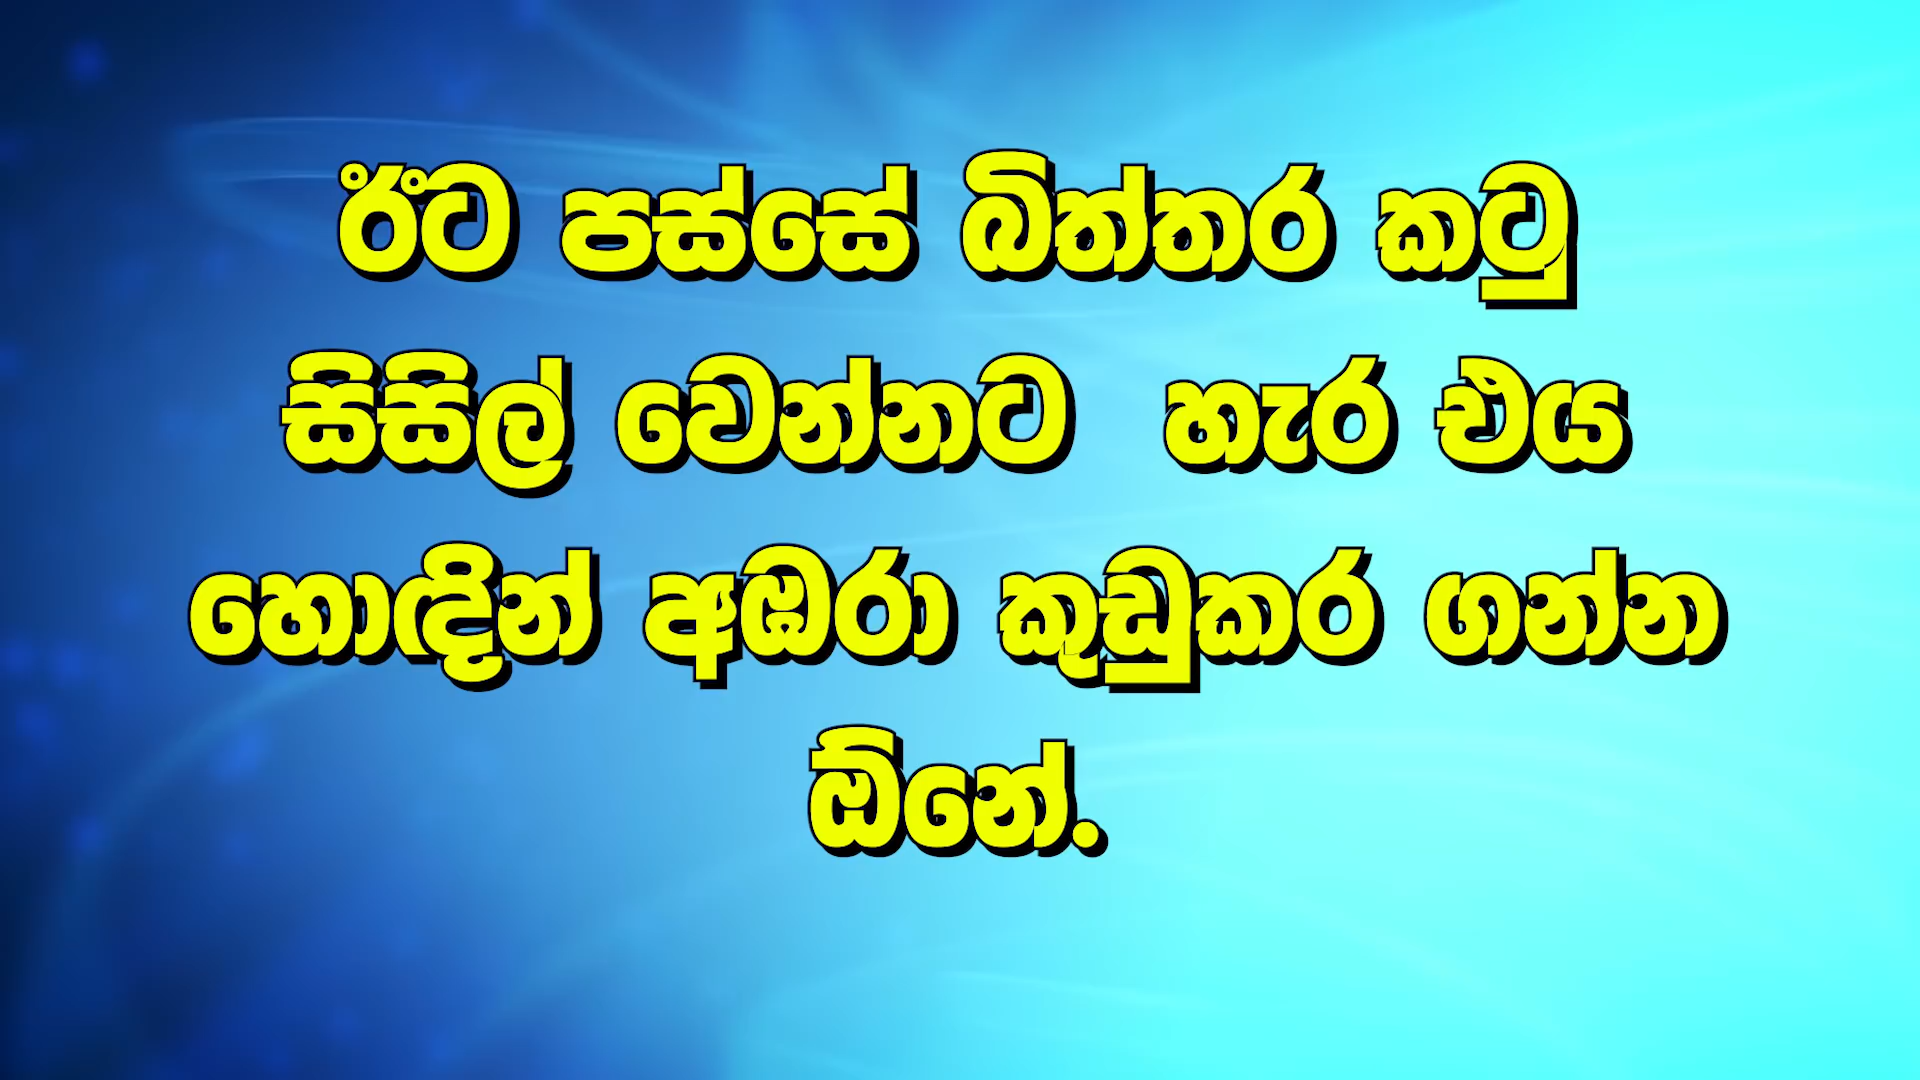 ඊට පස්සේ බිත්තර කටු
සිසිල් වෙන්නට හැර එය
හොඳින් අඹරා කුඩුකර ගන්න
ඕනේ.